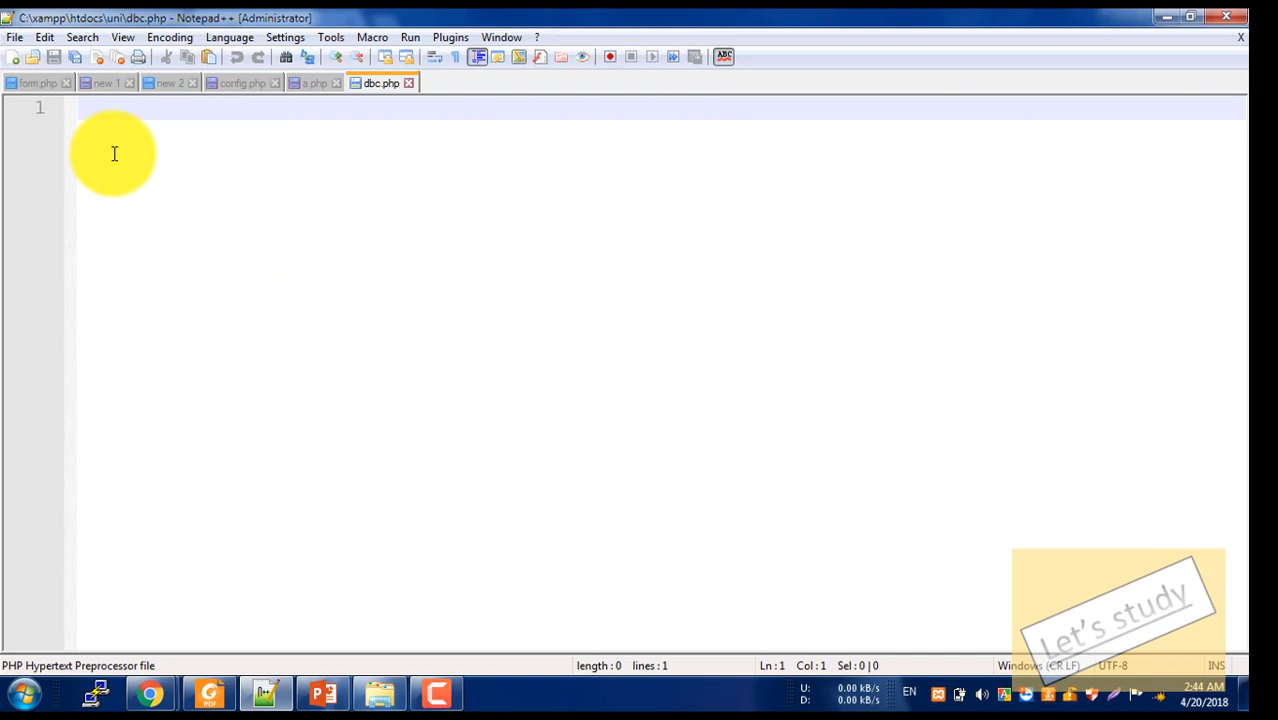 C:\xampp\htdocs\uni\dbc.php - Notepad++ [Administrator]
File Edit Search View Encoding Language Settings Tools Macro Run Plugins Window ? X
form.php new 1 new 2 config.php a.php dbc.php
1
Let's study
PHP Hypertext Preprocessor file length : 0 lines : 1 Ln : 1 Col : 1 Sel : 0 | 0 Windows (CR LF) UTF-8 INS
U: 0.00 kB/s
D: 0.00 kB/s
EN
2:44 AM
4/20/2018